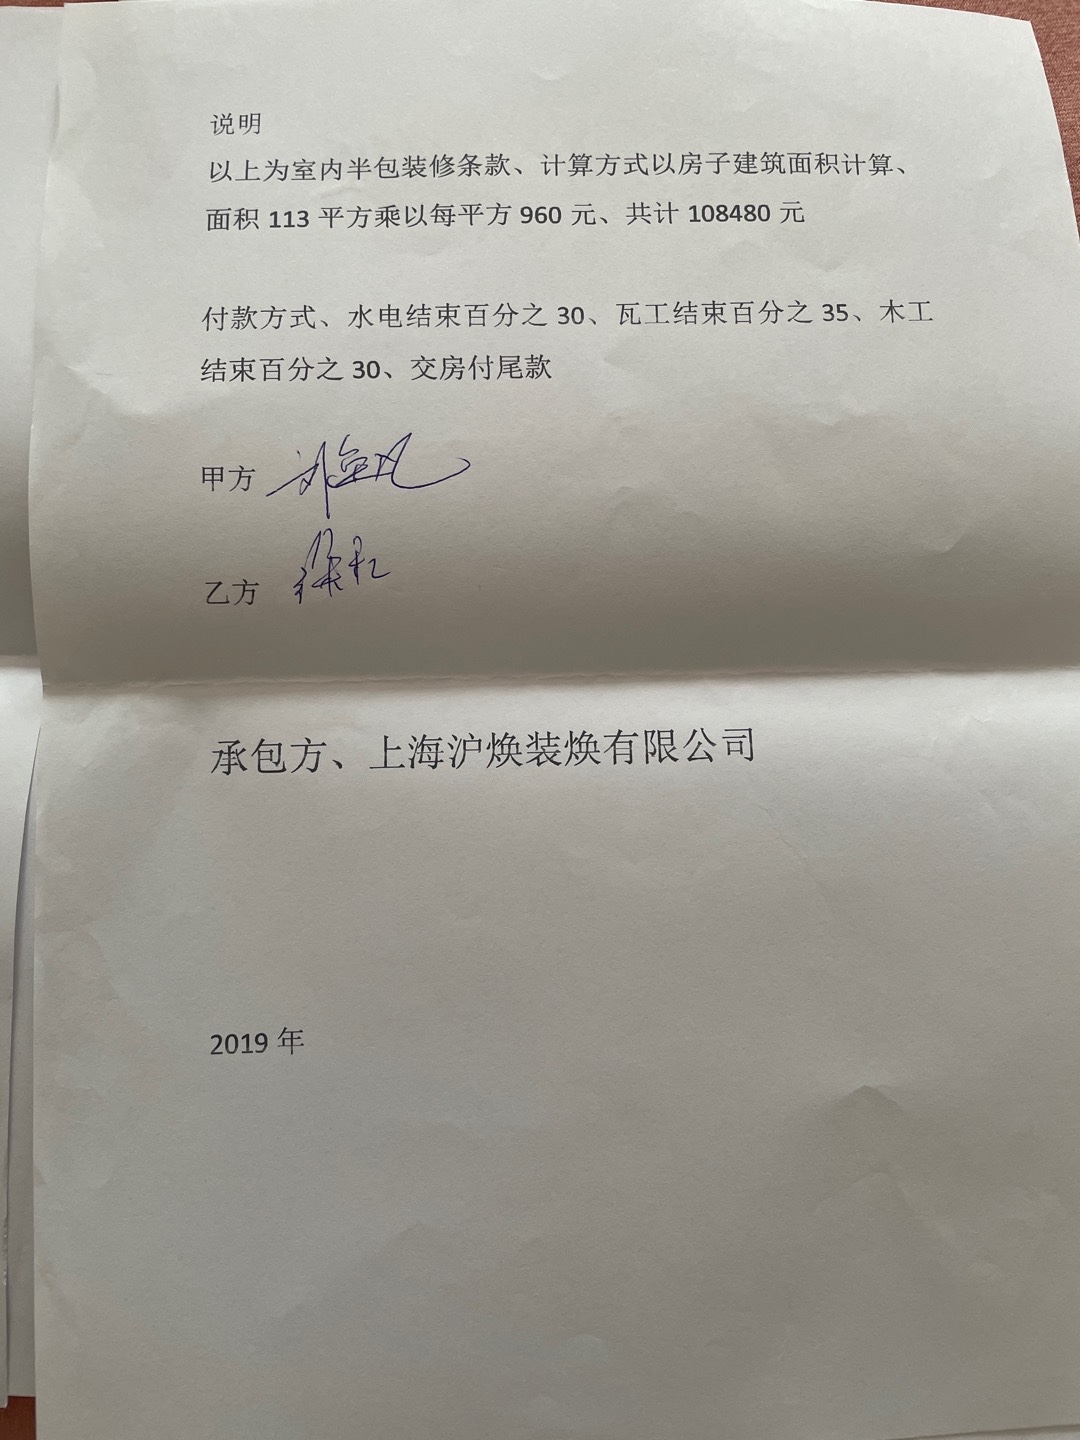 说明
以上为室内半包装修条款、计算方式以房子建筑面积计算、
面积 113 平方乘以每平方 960 元、共计 108480 元
付款方式、水电结束百分之 30、瓦工结束百分之 35、木工
结束百分之 30、交房付尾款
甲方
乙方
承包方、上海沪焕装焕有限公司
2019 年